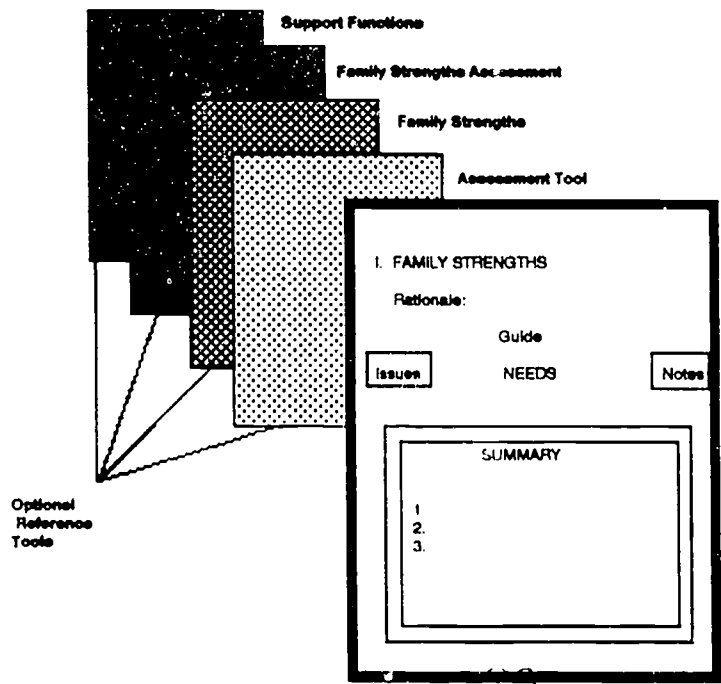 Support Functions
Family Strengths Assessment
Family Strengths
Assessment Tool
1. FAMILY STRENGTHS
Rationale:
Guide
Issues NEEDS Notes
SUMMARY
1
2.
3.
Optional
Reference
Tools